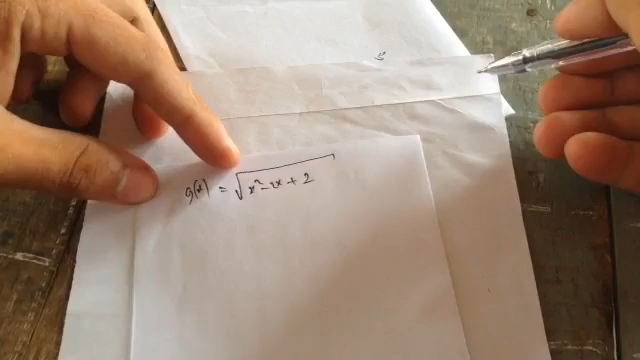 g(x) = √x² - 2x + 2